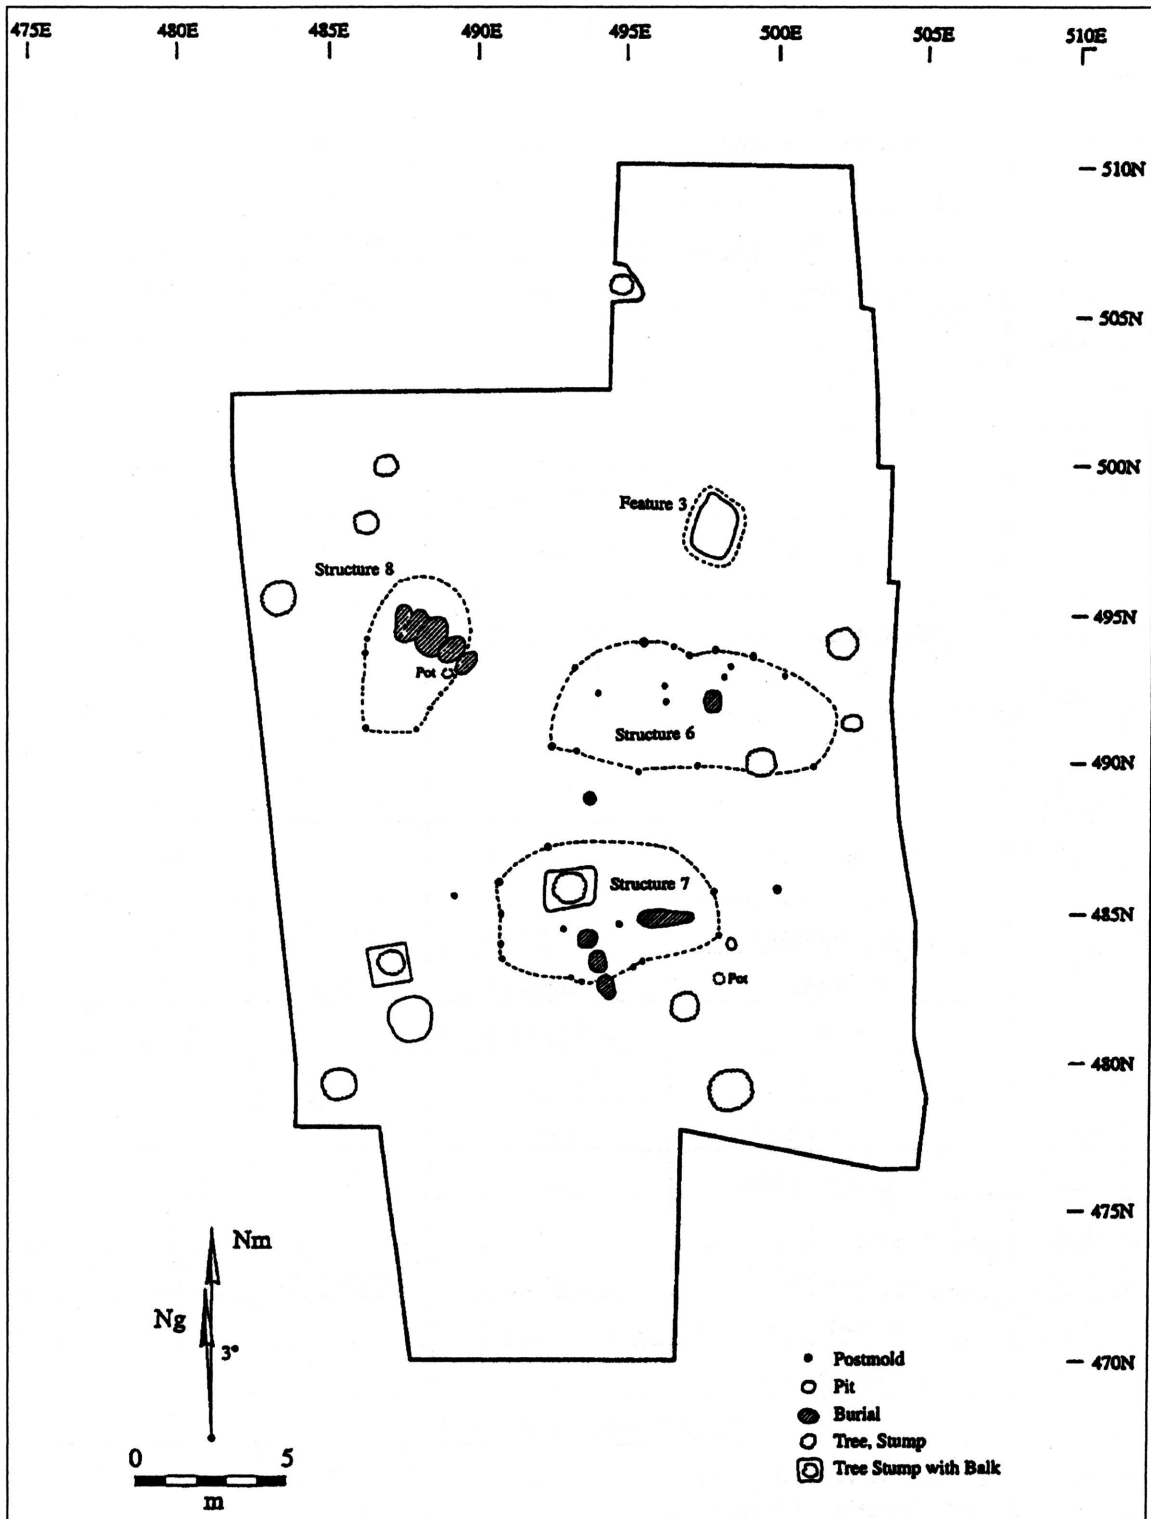 475E 480E 485E 490E 495E 500E 505E 510E
510N
505N
500N
Feature 3
Structure 8
495N
Pot
Structure 6
490N
Structure 7
485N
Pot
480N
475N
Nm
Ng
3°
470N
Postmold
Pit
Burial
Tree, Stump
Tree Stump with Balk
0 5
m